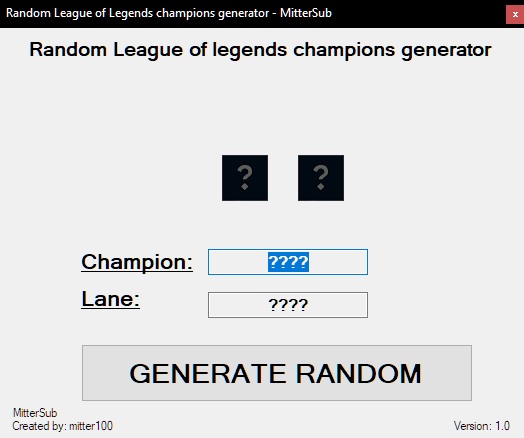 Random League of Legends champions generator - MitterSub
x
Random League of legends champions generator
? ?
Champion: ????
Lane: ????
GENERATE RANDOM
MitterSub
Created by: mitter100 Version: 1.0